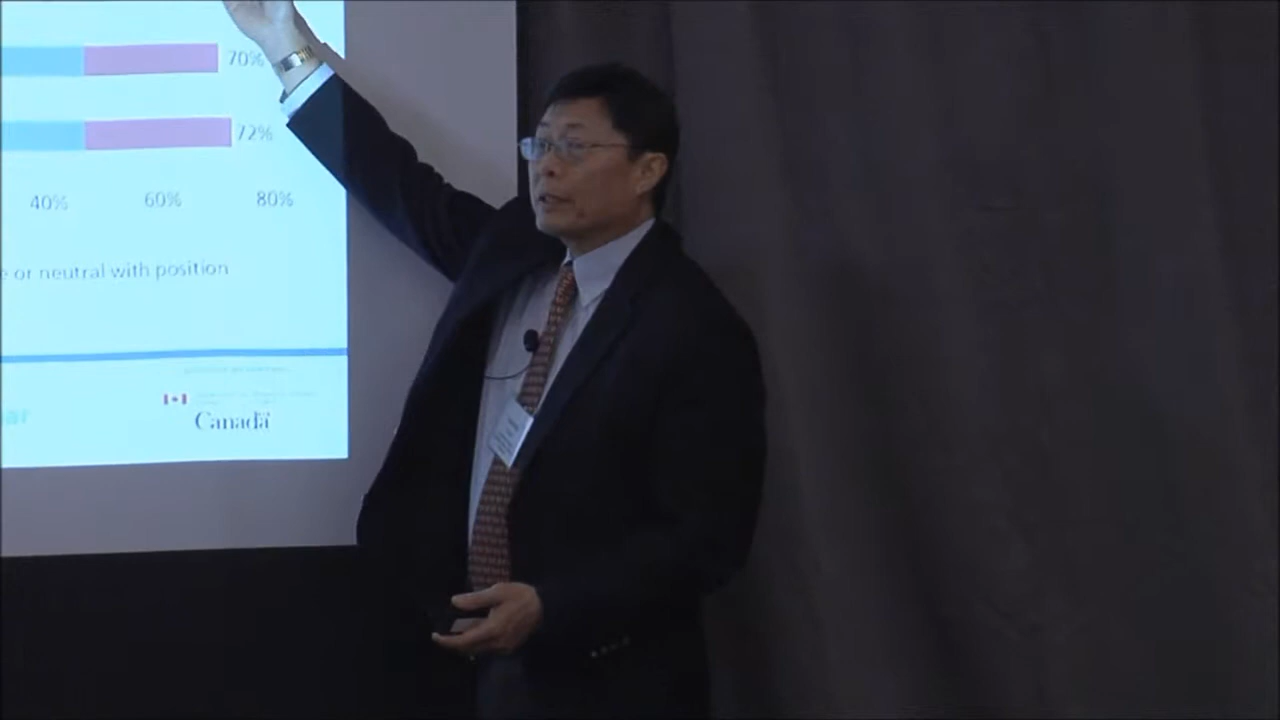 70%
72%
40% 60% 80%
e or neutral with position
Canada